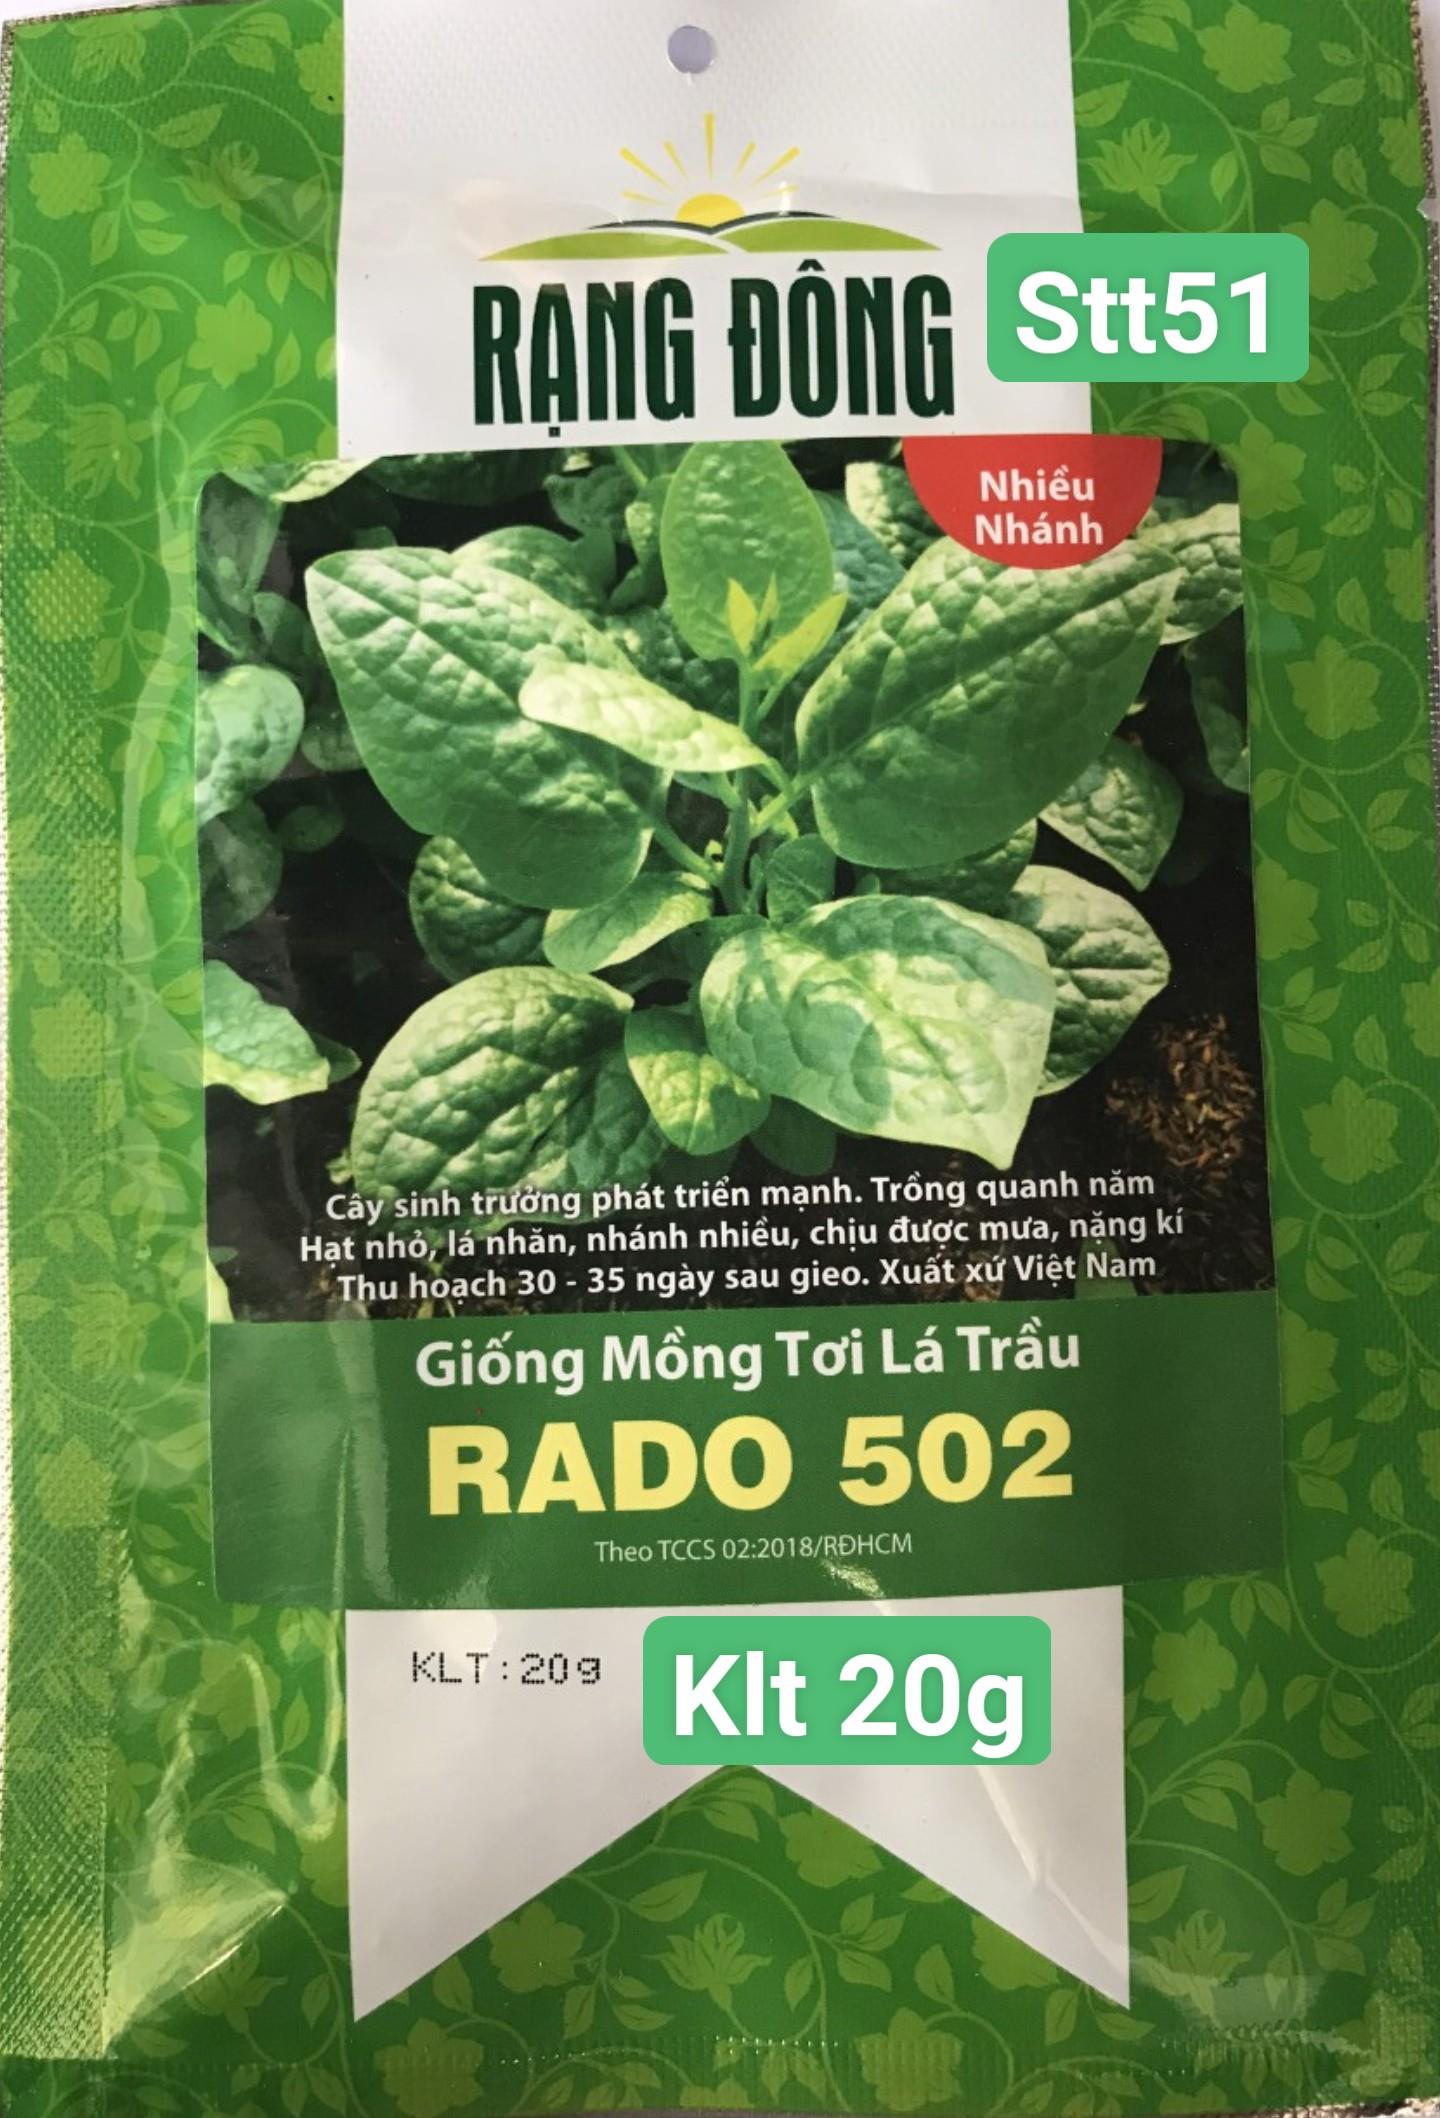 RẠNG ĐÔNG
Stt51
Nhiều
Nhánh
Cây sinh trưởng phát triển mạnh. Trồng quanh năm
Hạt nhỏ, lá nhăn, nhánh nhiều, chịu được mưa, nặng kí
Thu hoạch 30 - 35 ngày sau gieo. Xuất xứ Việt Nam
Giống Mồng Tơi Lá Trầu
RADO 502
Theo TCCS 02:2018/RĐHCM
KLT:20g
Klt 20g